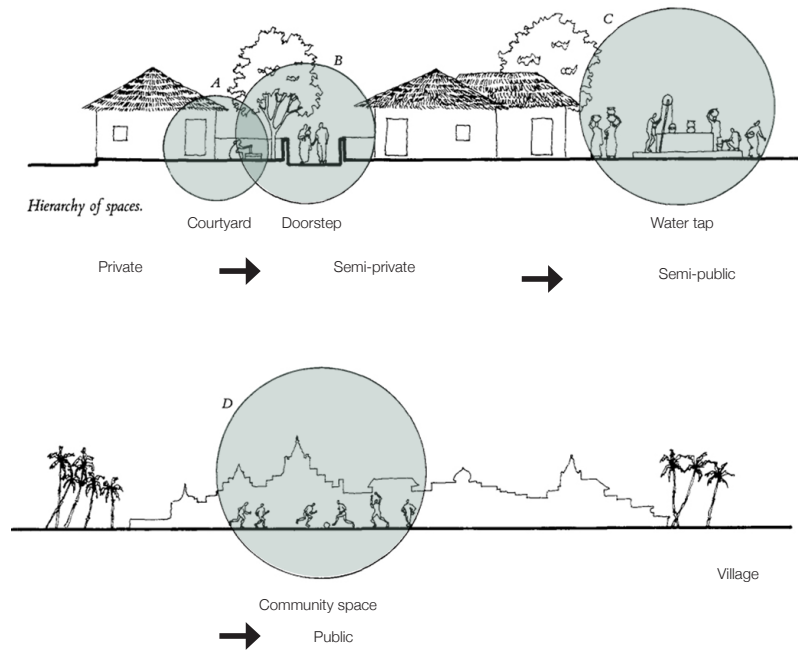 C
B
A
Hierarchy of spaces.
Courtyard Doorstep Water tap
Private Semi-private Semi-public
D
Village
Community space
Public